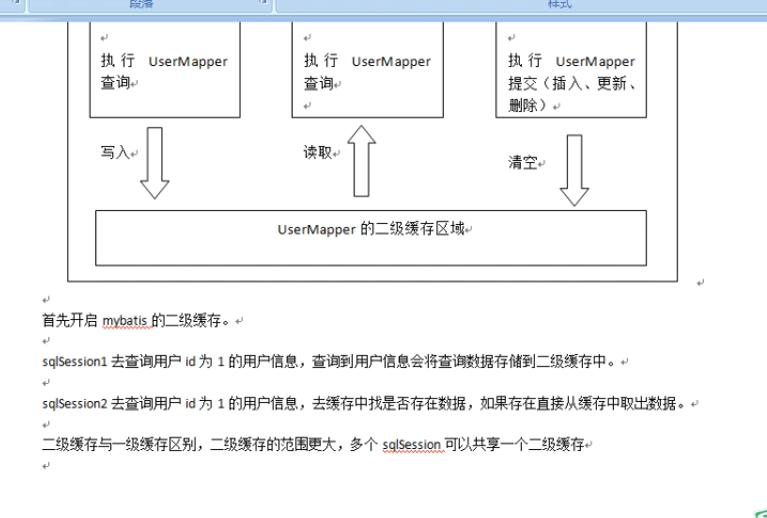 段落
样式
执行 UserMapper
查询
执行 UserMapper
查询
执行 UserMapper
提交（插入、更新、
删除）
写入
读取
清空
UserMapper 的二级缓存区域
首先开启 mybatis 的二级缓存。
sqlSession1 去查询用户 id 为 1 的用户信息，查询到用户信息会将查询数据存储到二级缓存中。
sqlSession2 去查询用户 id 为 1 的用户信息，去缓存中找是否存在数据，如果存在直接从缓存中取出数据。
二级缓存与一级缓存区别，二级缓存的范围更大，多个 sqlSession 可以共享一个二级缓存